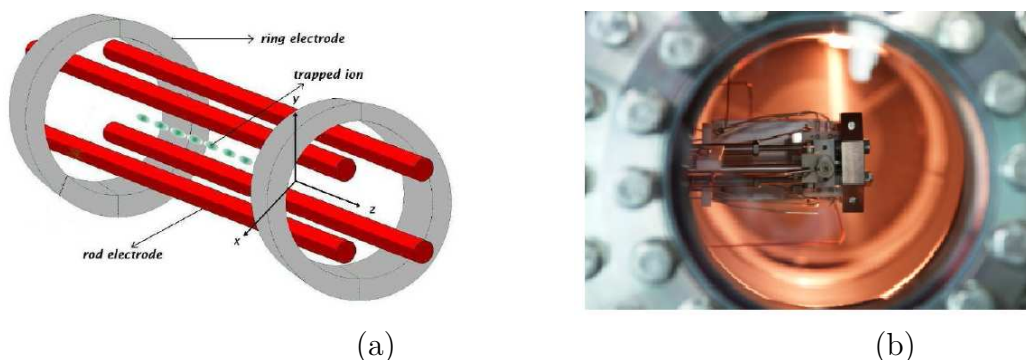 ring electrode
trapped ion
y
z
x
rod electrode
(a)
(b)